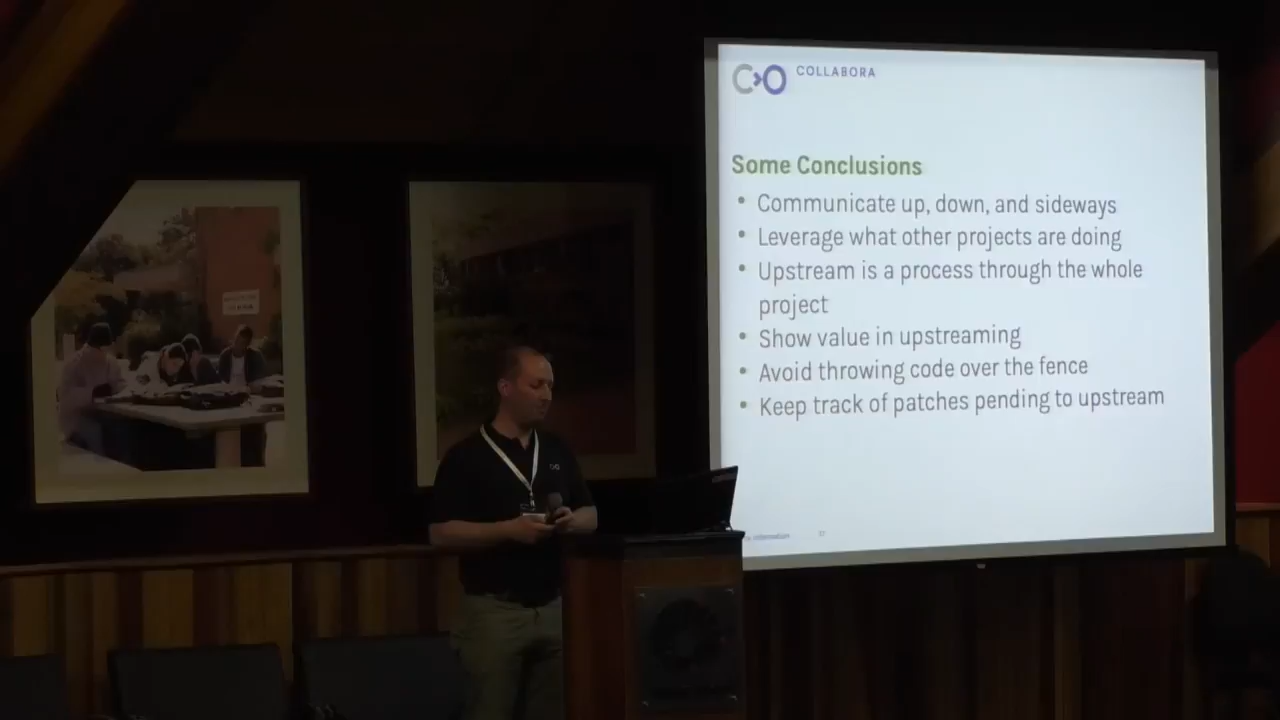 COLLABORA
Some Conclusions
• Communicate up, down, and sideways
• Leverage what other projects are doing
• Upstream is a process through the whole
project
• Show value in upstreaming
• Avoid throwing code over the fence
• Keep track of patches pending to upstream